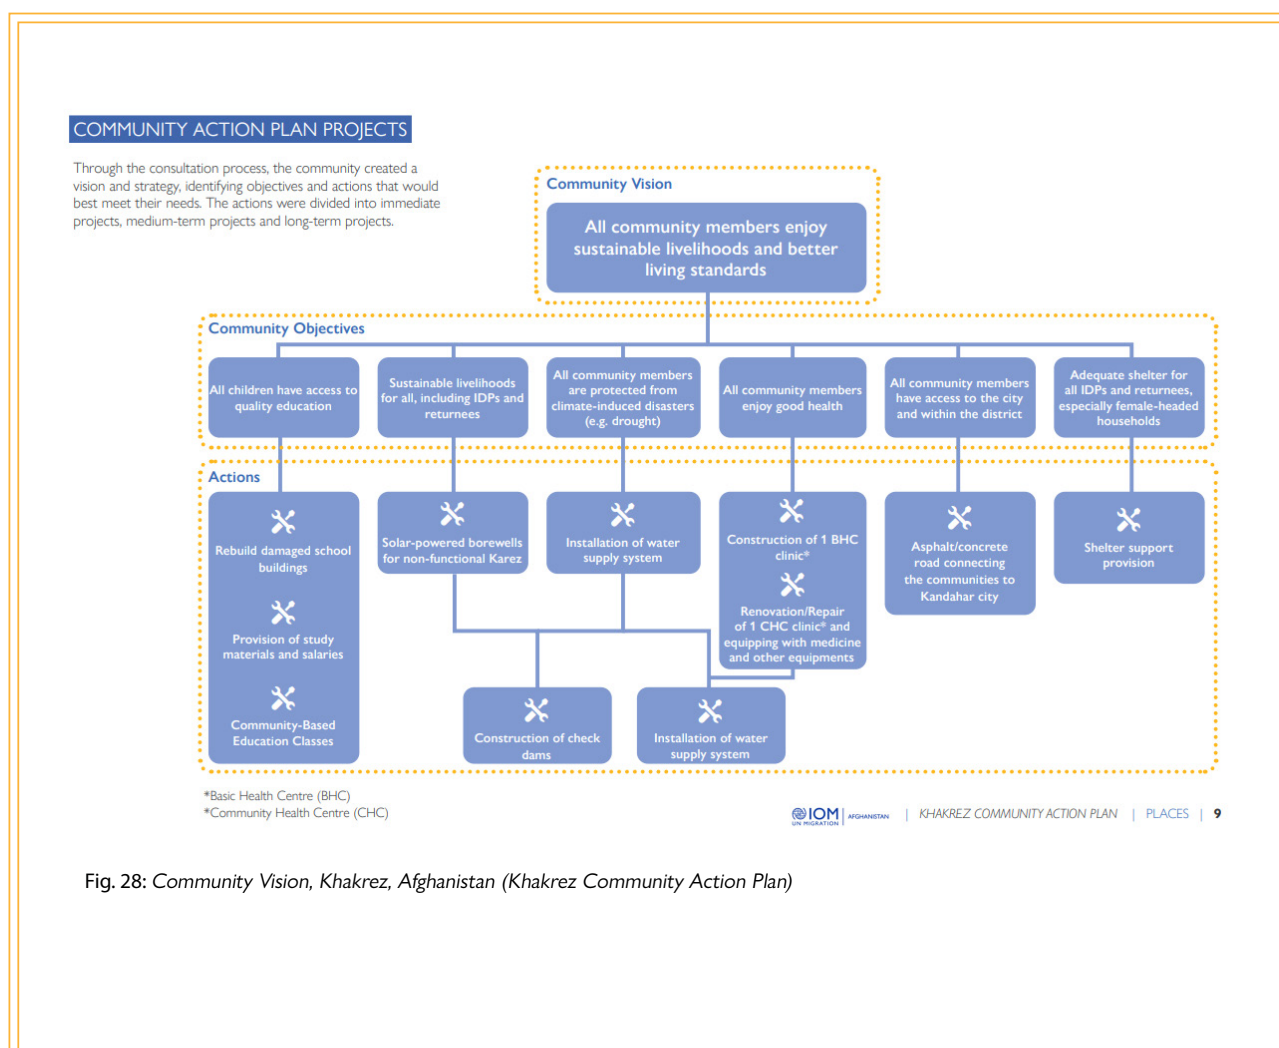 COMMUNITY ACTION PLAN PROJECTS
Through the consultation process, the community created a
vision and strategy, identifying objectives and actions that would
best meet their needs. The actions were divided into immediate
projects, medium-term projects and long-term projects.
Community Vision
All community members enjoy
sustainable livelihoods and better
living standards
Community Objectives
All children have access to
quality education
Sustainable livelihoods
for all, including IDPs and
returnees
All community members
are protected from
climate-induced disasters
(e.g. drought)
All community members
enjoy good health
All community members
have access to the city
and within the district
Adequate shelter for
all IDPs and returnees,
especially female-headed
households
Actions
Rebuild damaged school
buildings
Provision of study
materials and salaries
Community-Based
Education Classes
Solar-powered borewells
for non-functional Karez
Installation of water
supply system
Construction of 1 BHC
clinic*
Renovation/Repair
of 1 CHC clinic* and
equipping with medicine
and other equipments
Asphalt/concrete
road connecting
the communities to
Kandahar city
Shelter support
provision
Construction of check
dams
Installation of water
supply system
*Basic Health Centre (BHC)
*Community Health Centre (CHC)
IOM
UN MIGRATION
AFGHANISTAN
| KHAKREZ COMMUNITY ACTION PLAN | PLACES | 9
Fig. 28: Community Vision, Khakrez, Afghanistan (Khakrez Community Action Plan)